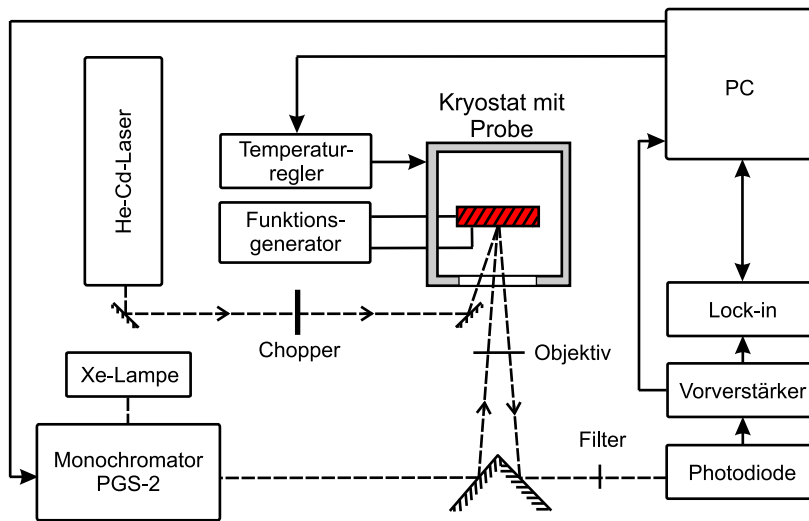 He-Cd-Laser
Kryostat mit
Probe
PC
Temperatur-
regler
Funktions-
generator
Chopper
Objektiv
Lock-in
Xe-Lampe
Vorverstärker
Filter
Monochromator
PGS-2
Photodiode